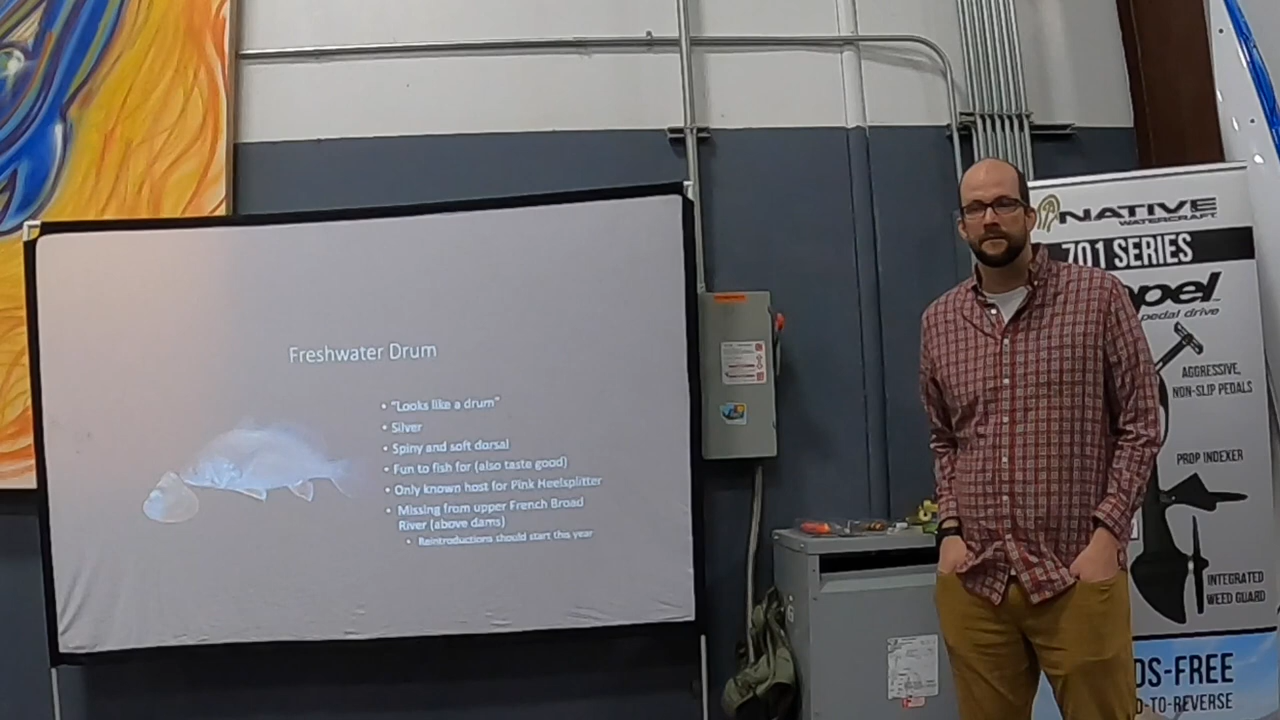 Freshwater Drum
• "Looks like a drum"
• Silver
• Spiny and soft dorsal
• Fun to fish for (also taste good)
• Only known host for Pink Heelsplitter
• Missing from upper French Broad
River (above dams)
• Reintroductions should start this year
NATIVE
WATERCRAFT
701 SERIES
pel
pedal drive
AGGRESSIVE,
NON-SLIP PEDALS
PROP INDEXER
INTEGRATED
WEED GUARD
DS-FREE
D-TO-REVERSE